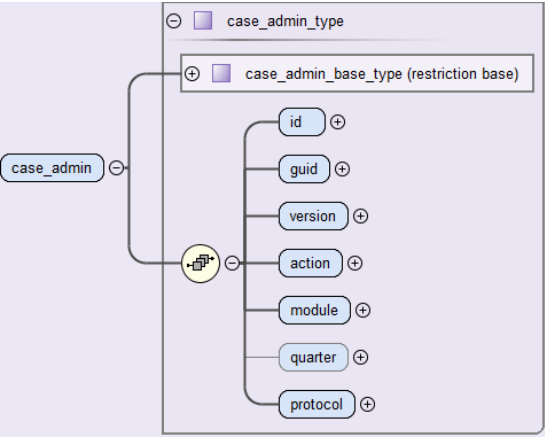 case_admin_type
case_admin_base_type (restriction base)
id
guid
case_admin
version
action
module
quarter
protocol